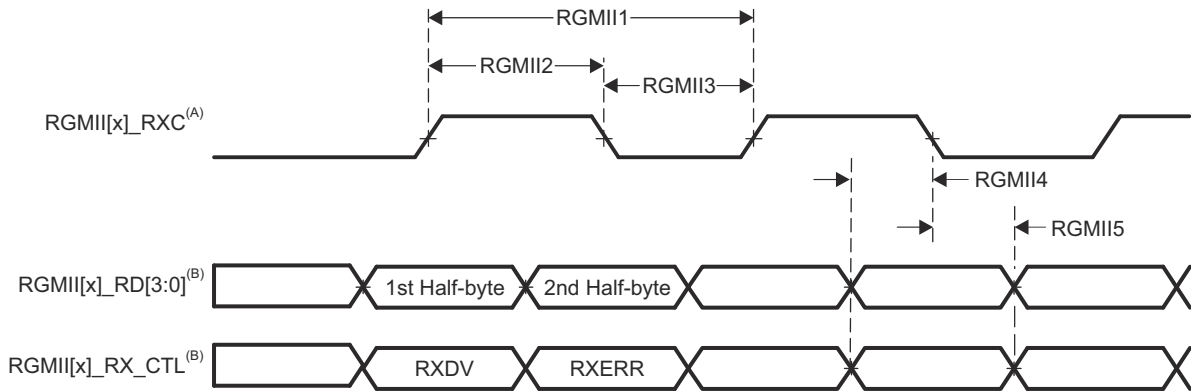 RGMII1
RGMII2
RGMII3
RGMII[x]_RXC(A)
RGMII4
RGMII5
RGMII[x]_RD[3:0](B)
1st Half-byte
2nd Half-byte
RGMII[x]_RX_CTL(B)
RXDV
RXERR